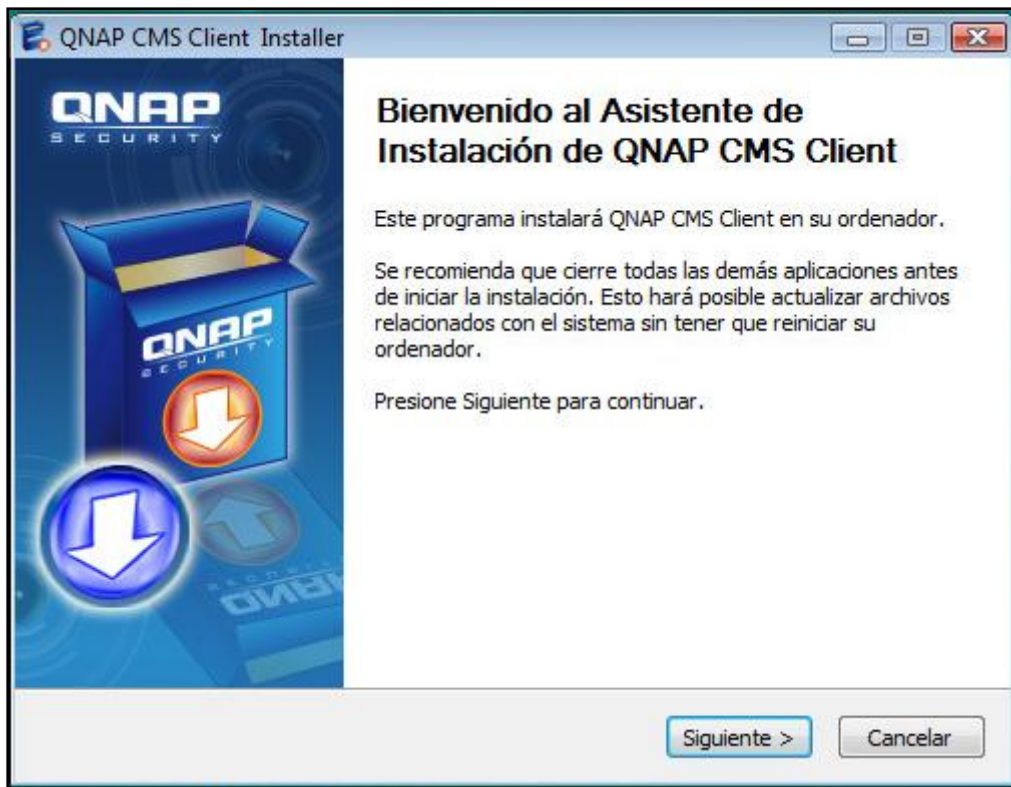 QNAP CMS Client Installer
QNAP
SECURITY
Bienvenido al Asistente de
Instalación de QNAP CMS Client
Este programa instalará QNAP CMS Client en su ordenador.
Se recomienda que cierre todas las demás aplicaciones antes
de iniciar la instalación. Esto hará posible actualizar archivos
relacionados con el sistema sin tener que reiniciar su
ordenador.
Presione Siguiente para continuar.
QNAP
SECURITY
SECURITY
QNAP
Siguiente >
Cancelar